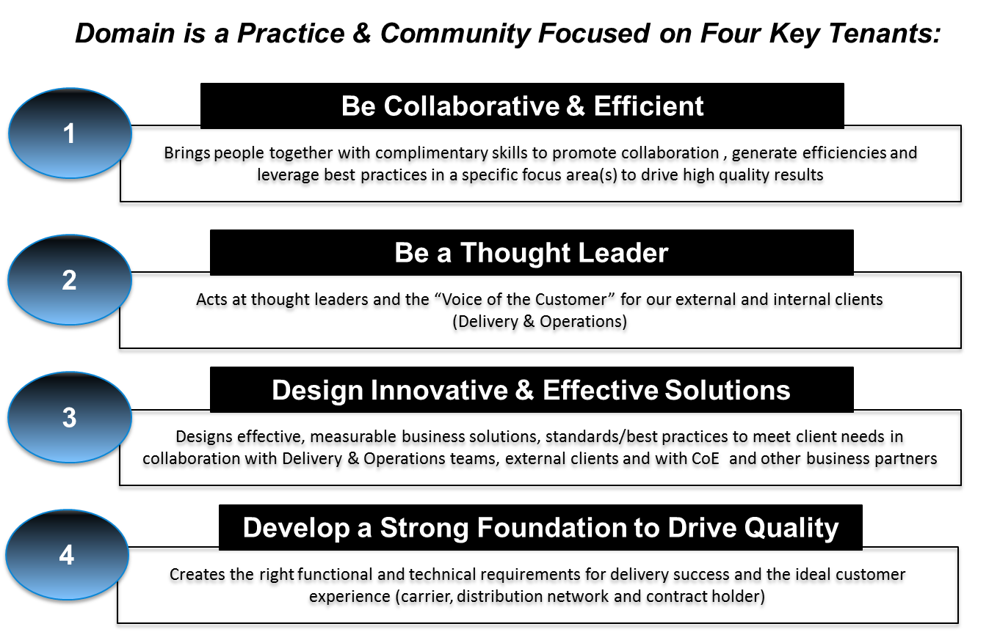 Domain is a Practice & Community Focused on Four Key Tenants:
1
Be Collaborative & Efficient
Brings people together with complimentary skills to promote collaboration , generate efficiencies and
leverage best practices in a specific focus area(s) to drive high quality results
2
Be a Thought Leader
Acts at thought leaders and the “Voice of the Customer” for our external and internal clients
(Delivery & Operations)
3
Design Innovative & Effective Solutions
Designs effective, measurable business solutions, standards/best practices to meet client needs in
collaboration with Delivery & Operations teams, external clients and with CoE  and other business partners
4
Develop a Strong Foundation to Drive Quality
Creates the right functional and technical requirements for delivery success and the ideal customer
experience (carrier, distribution network and contract holder)